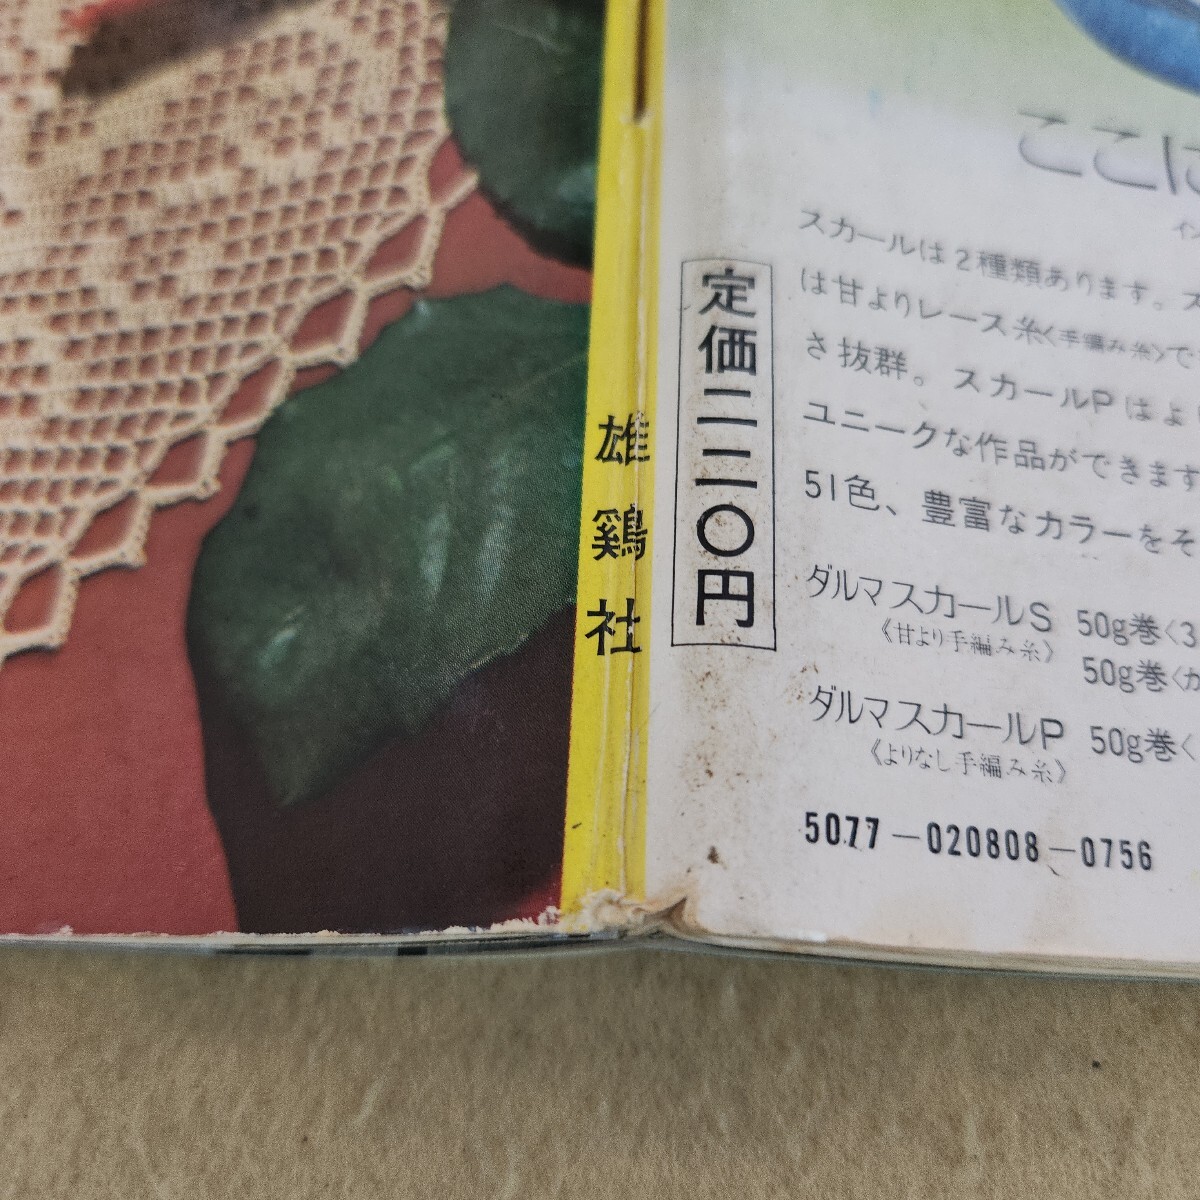 雄鶏社
定価二二〇円
ここに
スカールは2種類あります。ス
は甘よりレース糸〈手編み糸〉で
さ抜群。スカールPはよ
ユニークな作品ができます
51色、豊富なカラーをそ
ダルマスカールS 50g巻〈3
《甘より手編み糸》
50g巻〈か
ダルマスカールP 50g巻〈
《よりなし手編み糸》
5077-020808-0756